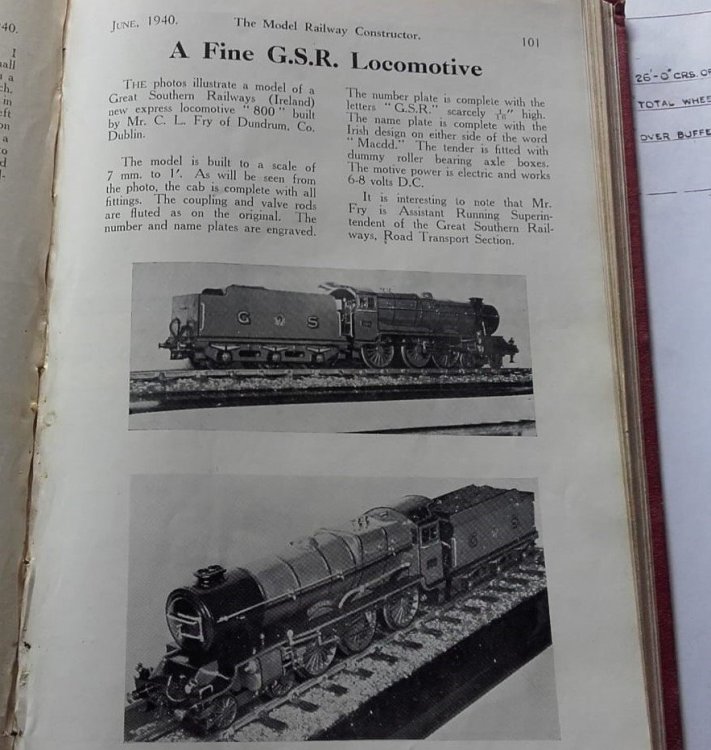 40.
JUNE, 1940.
The Model Railway Constructor.
101
A Fine G.S.R. Locomotive
THE photos illustrate a model of a
Great Southern Railways (Ireland)
new express locomotive "800" built
by Mr. C. L. Fry of Dundrum, Co.
Dublin.
The model is built to a scale of
7 mm. to 1'. As will be seen from
the photo, the cab is complete with all
fittings. The coupling and valve rods
are fluted as on the original. The
number and name plates are engraved.
The number plate is complete with the
letters "G.S.R." scarcely 1/16" high.
The name plate is complete with the
Irish design on either side of the word
"Macdd." The tender is fitted with
dummy roller bearing axle boxes.
The motive power is electric and works
6-8 volts D.C.
It is interesting to note that Mr.
Fry is Assistant Running Superin-
tendent of the Great Southern Rail-
ways, Road Transport Section.
G S
G S
26'-0" CRS. OF
TOTAL WHEE
OVER BUFFE